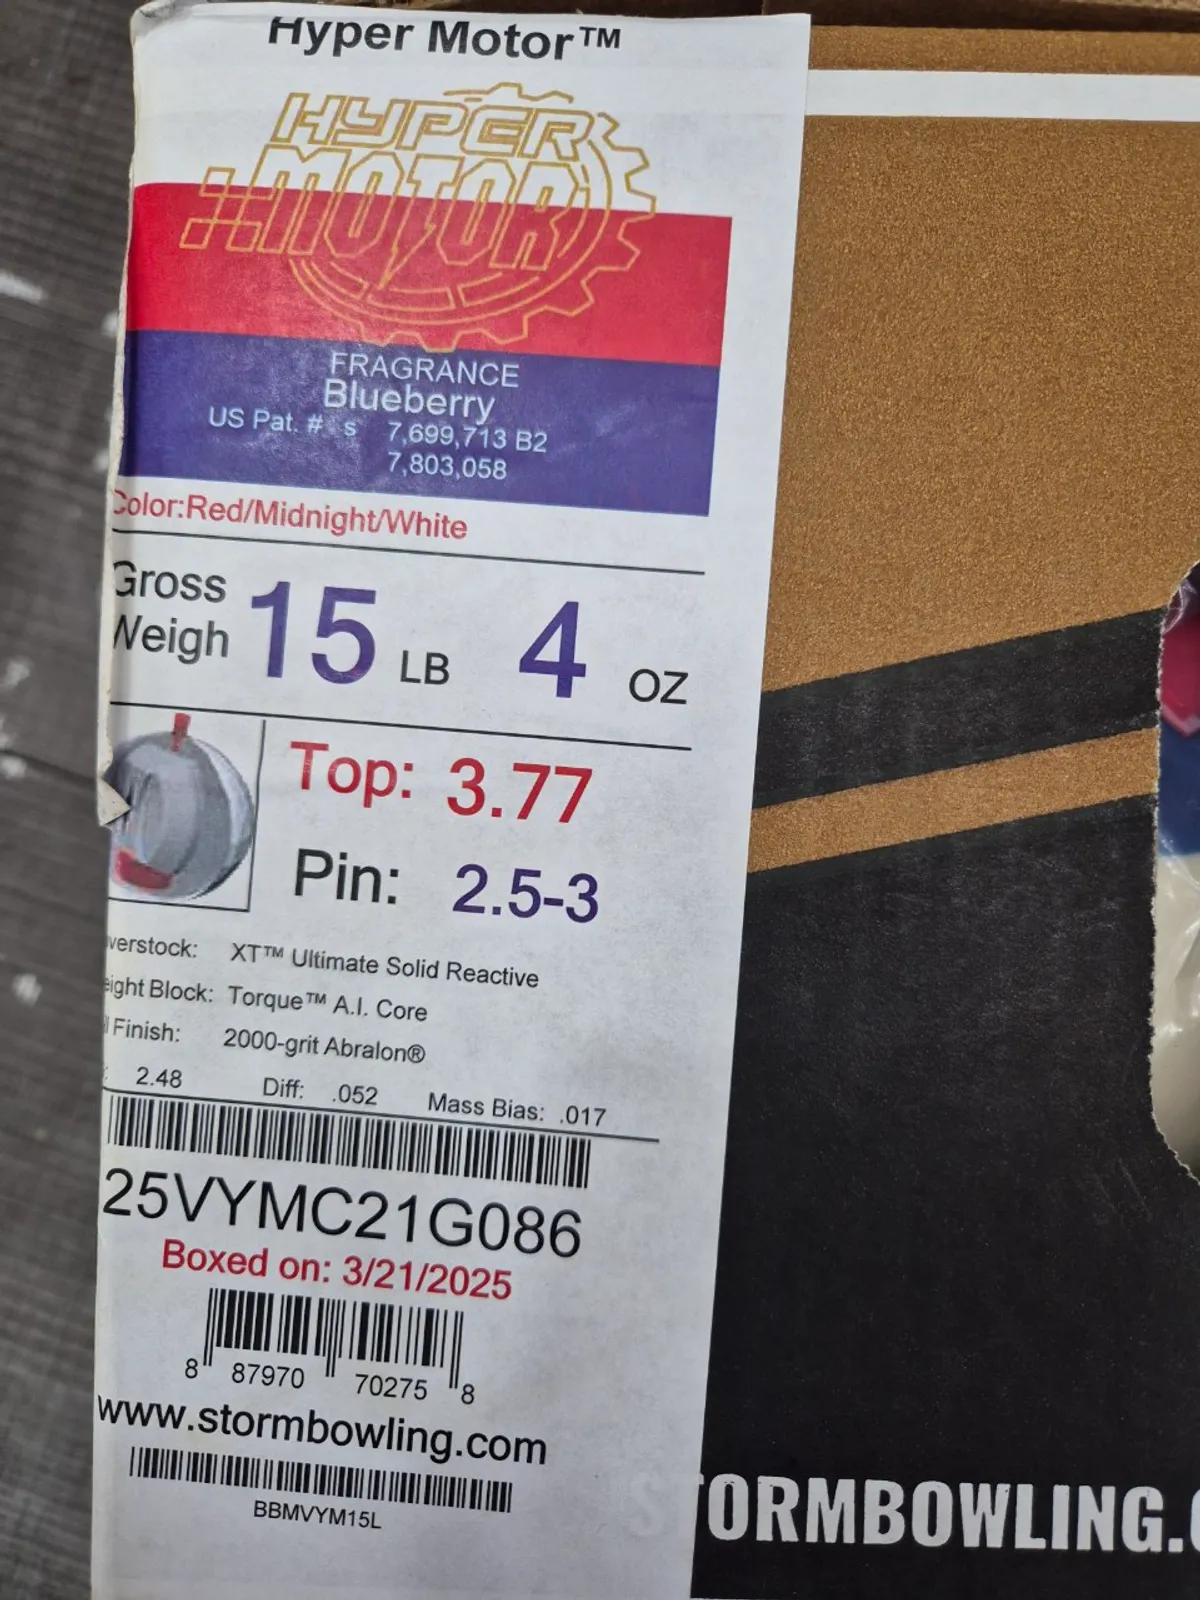 Hyper Motor™
HYPER
MOTOR
FRAGRANCE
Blueberry
US Pat. # s 7,699,713 B2
7,803,058
Color:Red/Midnight/White
Gross
Weigh
15 LB 4 OZ
Top: 3.77
Pin: 2.5-3
verstock: XT™ Ultimate Solid Reactive
eight Block: Torque™ A.I. Core
l Finish: 2000-grit Abralon®
: 2.48 Diff: .052 Mass Bias: .017
25VYMC21G086
Boxed on: 3/21/2025
8 87970 70275 8
www.stormbowling.com
BBMVYM15L
STORMBOWLING.